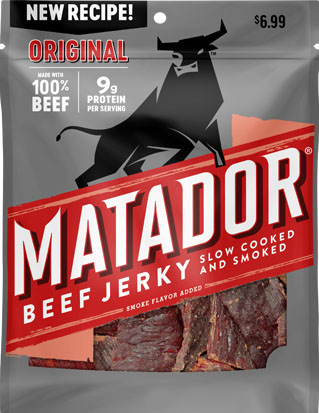 NEW RECIPE!
$6.99
ORIGINAL
MADE WITH
100%
BEEF
9g
PROTEIN
PER SERVING
™
MATADOR®
BEEF JERKY
SLOW COOKED
AND SMOKED
SMOKE FLAVOR ADDED